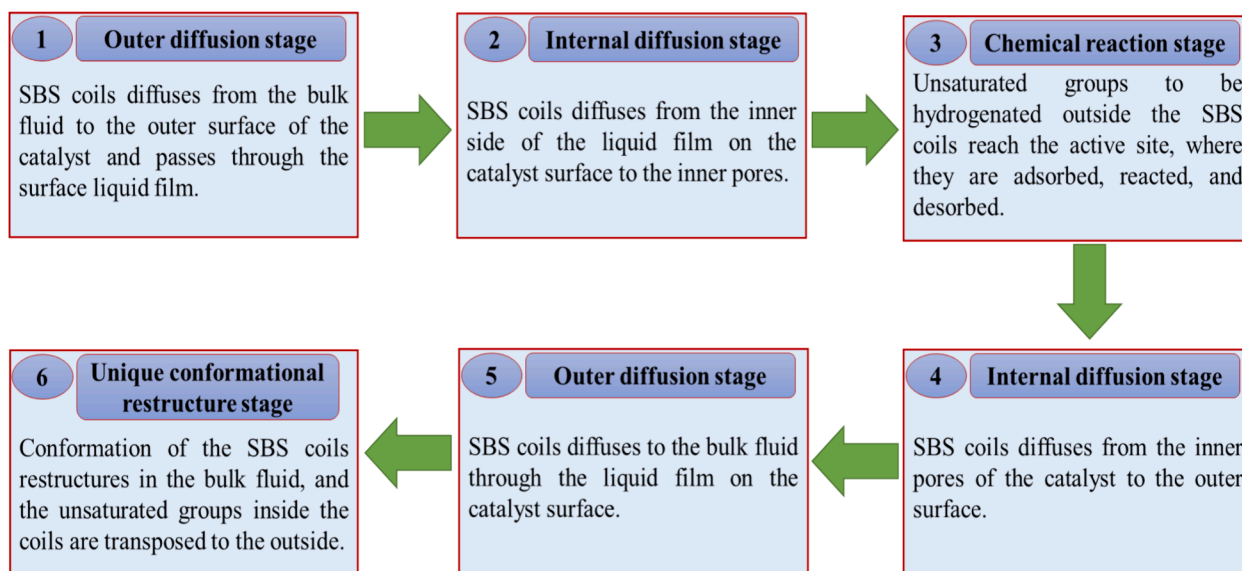 1 Outer diffusion stage
SBS coils diffuses from the bulk
fluid to the outer surface of the
catalyst and passes through the
surface liquid film.
2 Internal diffusion stage
SBS coils diffuses from the inner
side of the liquid film on the
catalyst surface to the inner pores.
3 Chemical reaction stage
Unsaturated groups to be
hydrogenated outside the SBS
coils reach the active site, where
they are adsorbed, reacted, and
desorbed.
4 Internal diffusion stage
SBS coils diffuses from the inner
pores of the catalyst to the outer
surface.
5 Outer diffusion stage
SBS coils diffuses to the bulk fluid
through the liquid film on the
catalyst surface.
6 Unique conformational
restructure stage
Conformation of the SBS coils
restructures in the bulk fluid, and
the unsaturated groups inside the
coils are transposed to the outside.